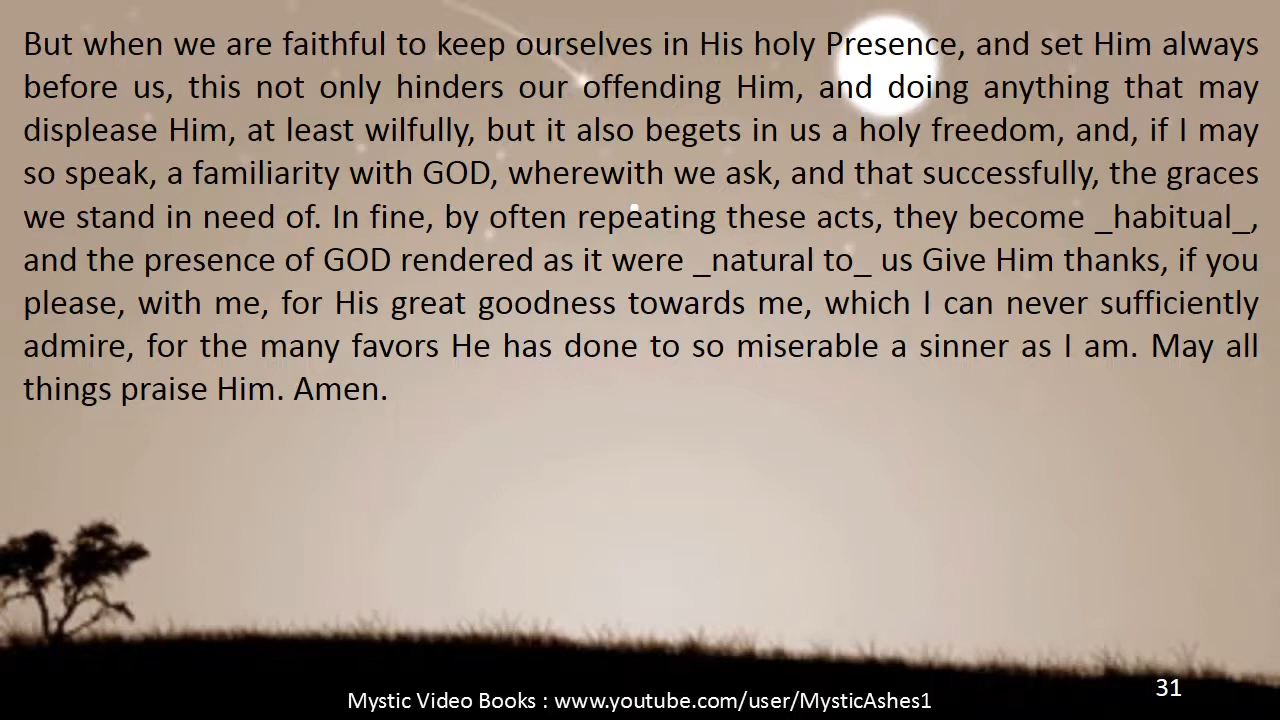 But when we are faithful to keep ourselves in His holy Presence, and set Him always
before us, this not only hinders our offending Him, and doing anything that may
displease Him, at least wilfully, but it also begets in us a holy freedom, and, if I may
so speak, a familiarity with GOD, wherewith we ask, and that successfully, the graces
we stand in need of. In fine, by often repeating these acts, they become _habitual_,
and the presence of GOD rendered as it were _natural to_ us Give Him thanks, if you
please, with me, for His great goodness towards me, which I can never sufficiently
admire, for the many favors He has done to so miserable a sinner as I am. May all
things praise Him. Amen.
31
Mystic Video Books : www.youtube.com/user/MysticAshes1